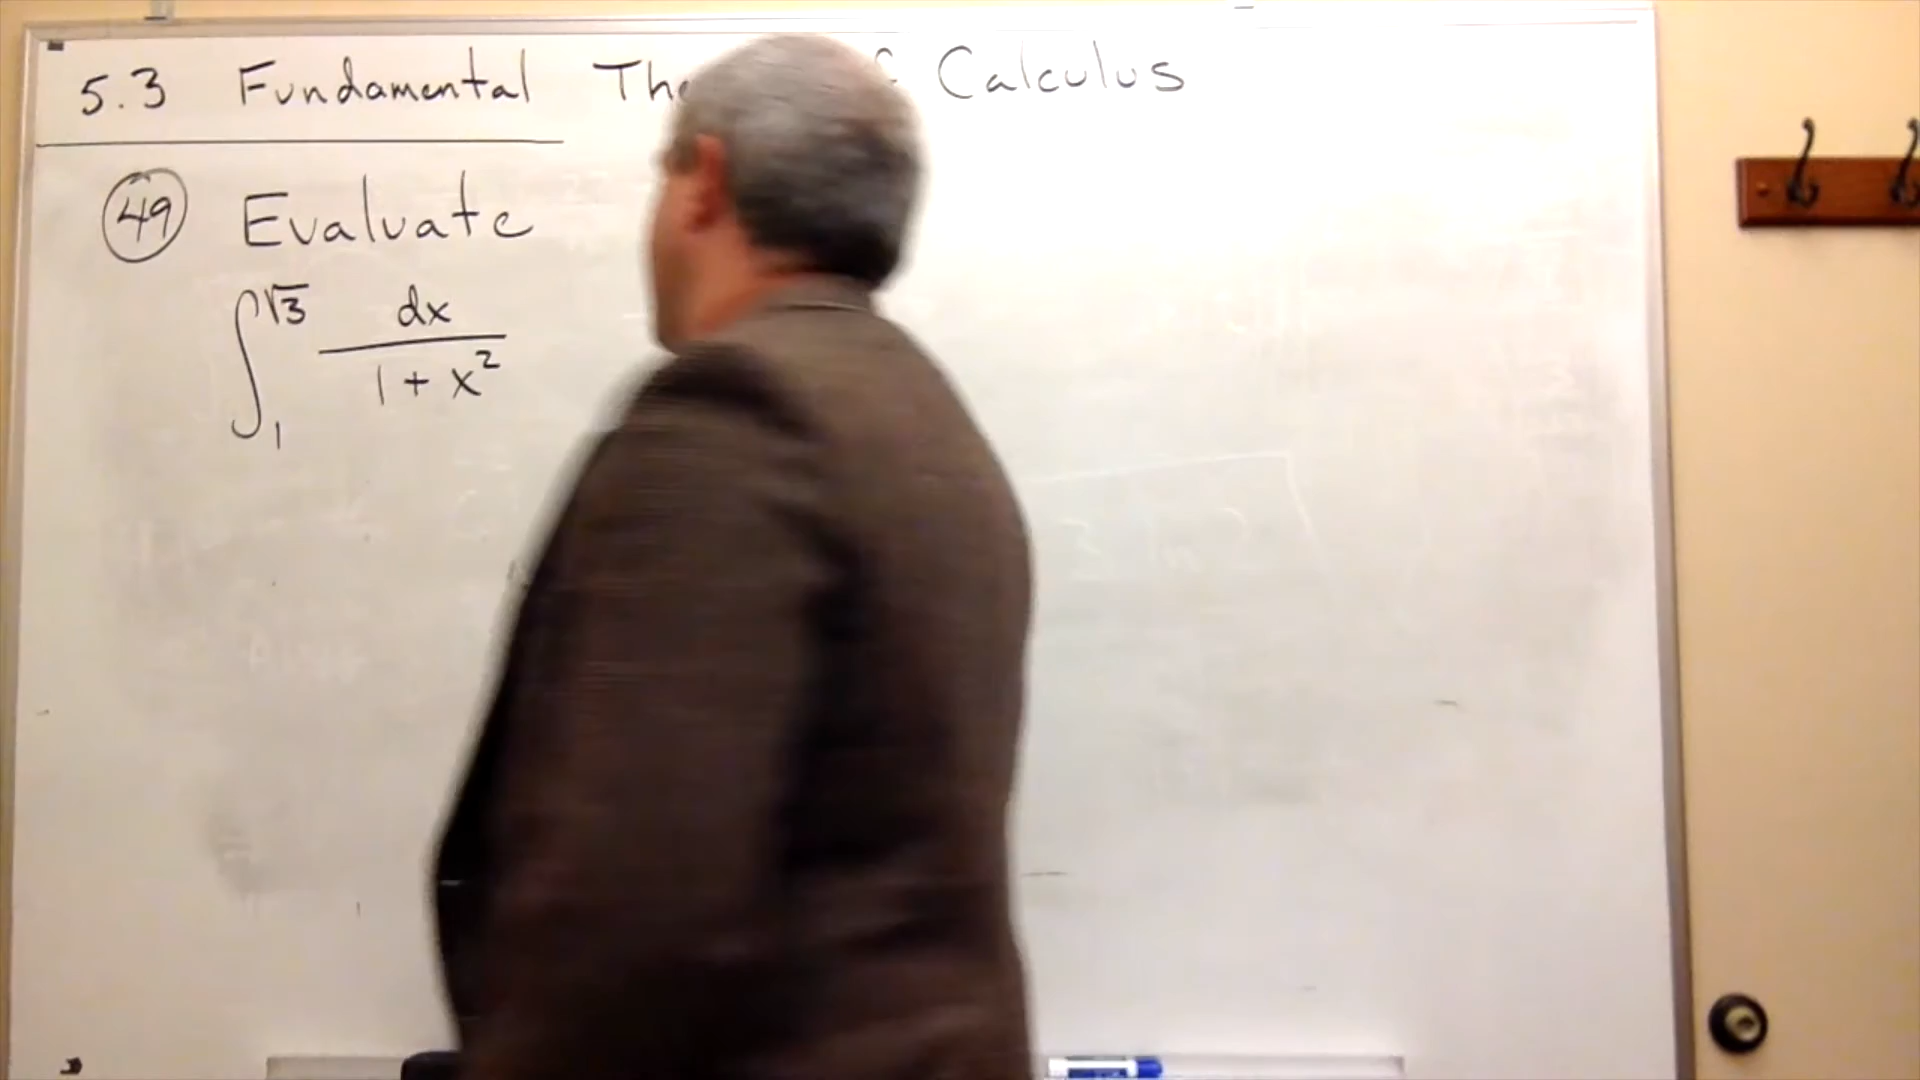 5.3 Fundamental Th Calculus
49 Evaluate
∫₁^√3 dx / (1 + x²)